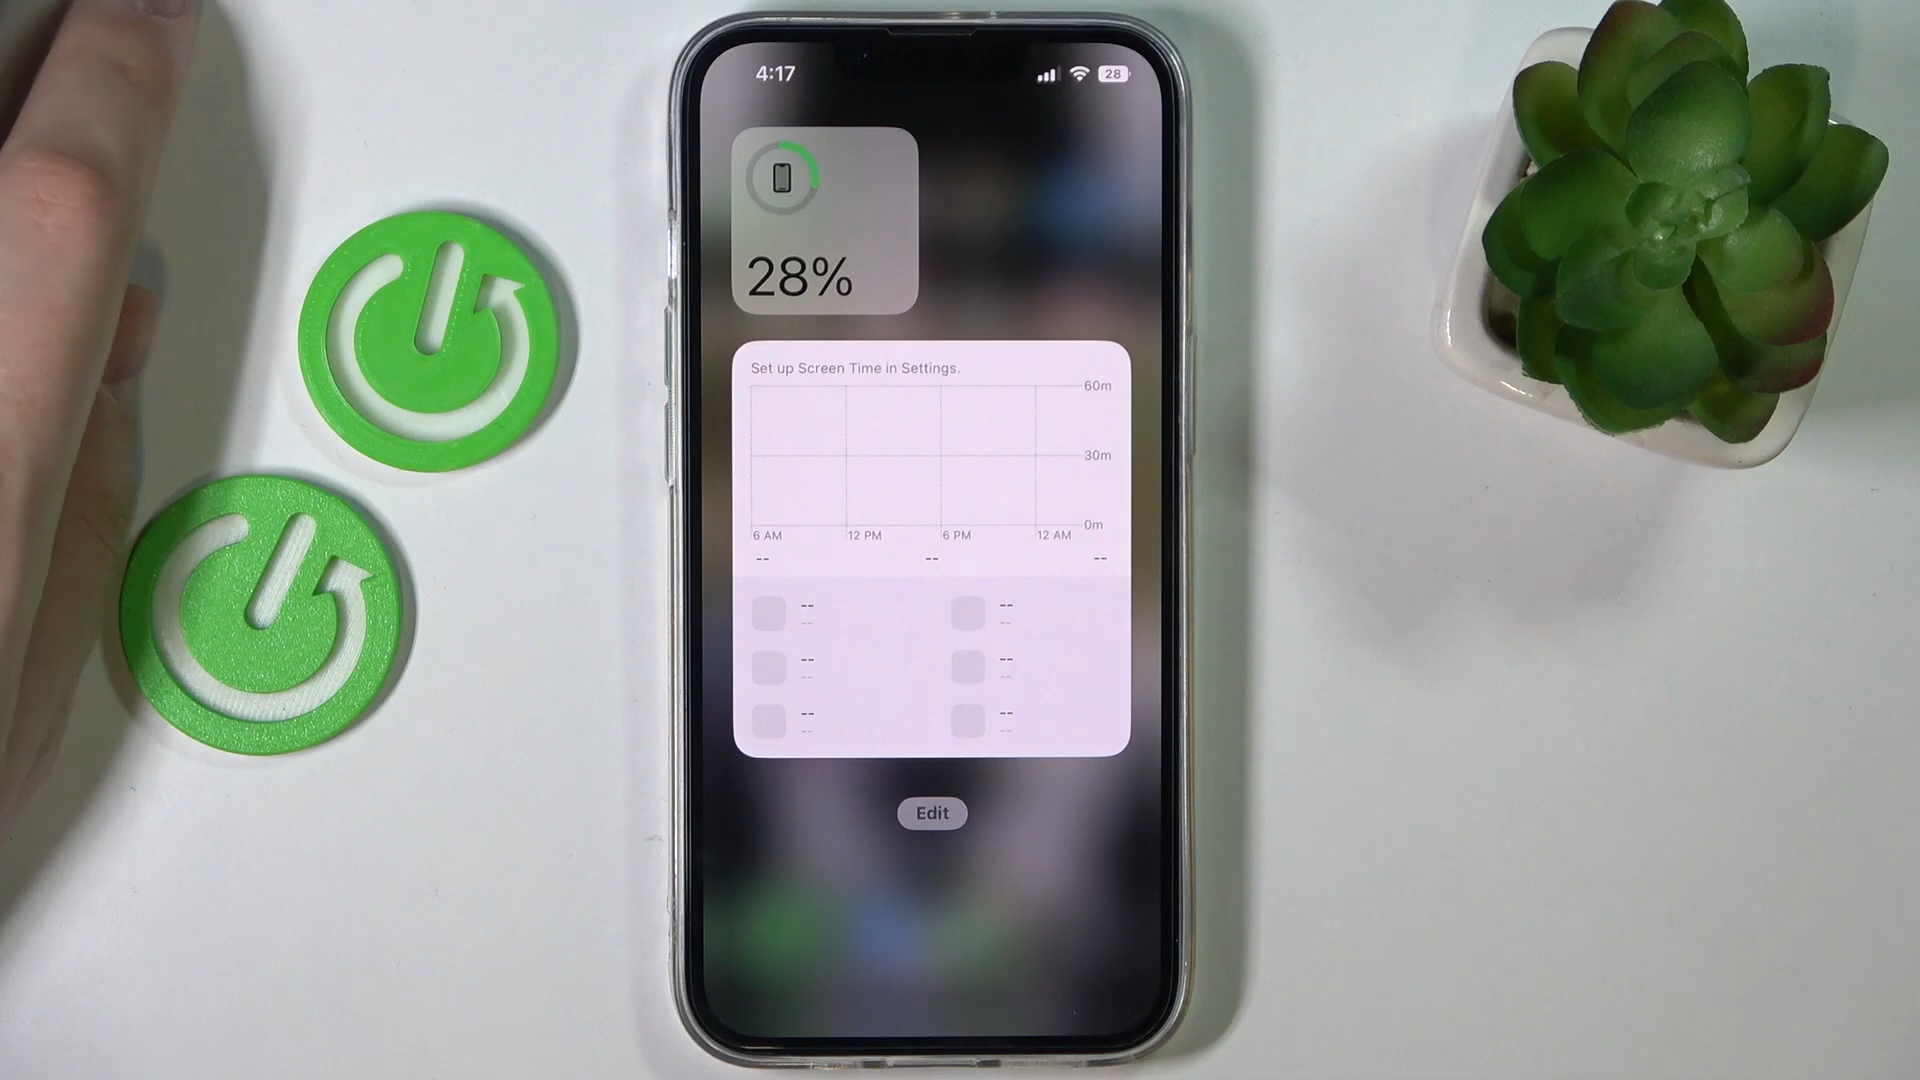 4:17
28
28%
Set up Screen Time in Settings.
60m
30m
0m
6 AM 12 PM 6 PM 12 AM
-- -- --
-- --
-- --
-- --
-- --
-- --
-- --
Edit